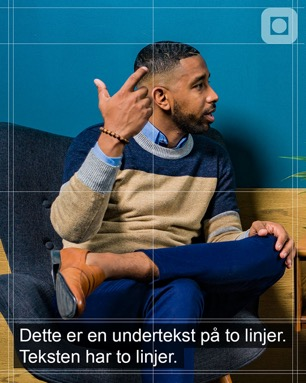 Dette er en undertekst på to linjer.
Teksten har to linjer.